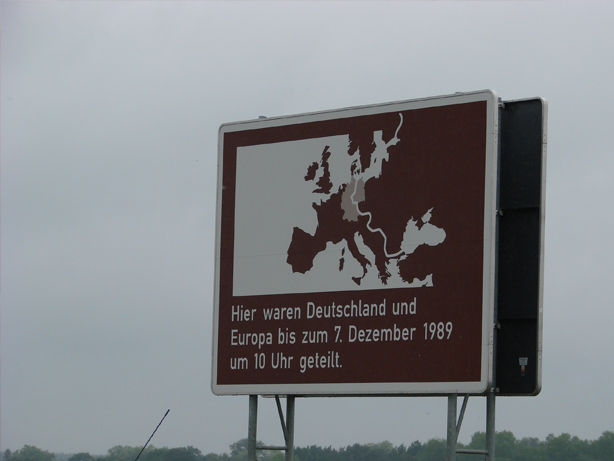 Hier waren Deutschland und
Europa bis zum 7. Dezember 1989
um 10 Uhr geteilt.